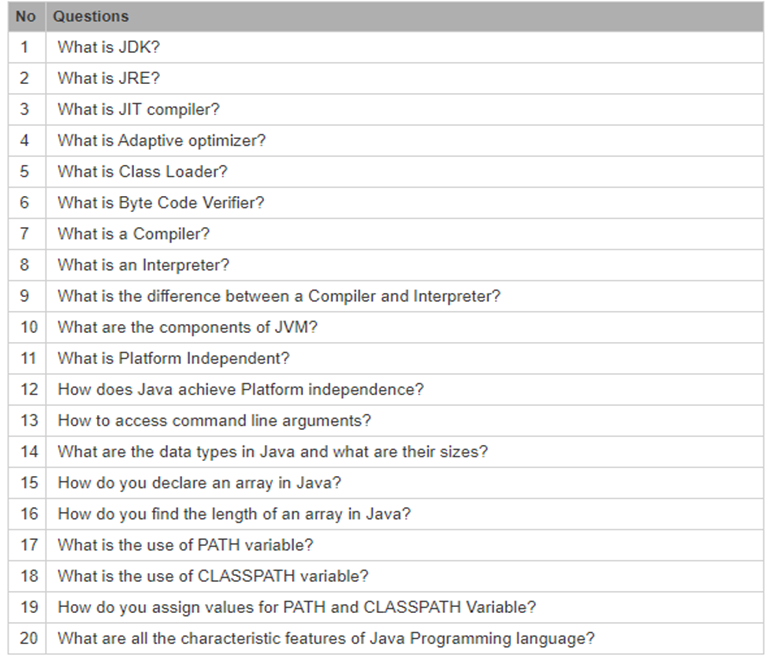 No Questions
1 What is JDK?
2 What is JRE?
3 What is JIT compiler?
4 What is Adaptive optimizer?
5 What is Class Loader?
6 What is Byte Code Verifier?
7 What is a Compiler?
8 What is an Interpreter?
9 What is the difference between a Compiler and Interpreter?
10 What are the components of JVM?
11 What is Platform Independent?
12 How does Java achieve Platform independence?
13 How to access command line arguments?
14 What are the data types in Java and what are their sizes?
15 How do you declare an array in Java?
16 How do you find the length of an array in Java?
17 What is the use of PATH variable?
18 What is the use of CLASSPATH variable?
19 How do you assign values for PATH and CLASSPATH Variable?
20 What are all the characteristic features of Java Programming language?